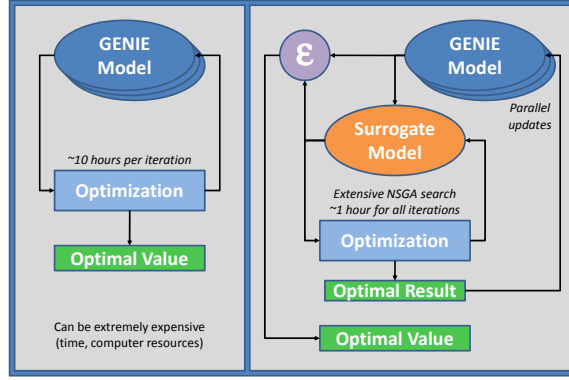 GENIE
Model
~10 hours per iteration
Optimization
Optimal Value
Can be extremely expensive
(time, computer resources)
ε
GENIE
Model
Parallel
updates
Surrogate
Model
Extensive NSGA search
~1 hour for all iterations
Optimization
Optimal Result
Optimal Value